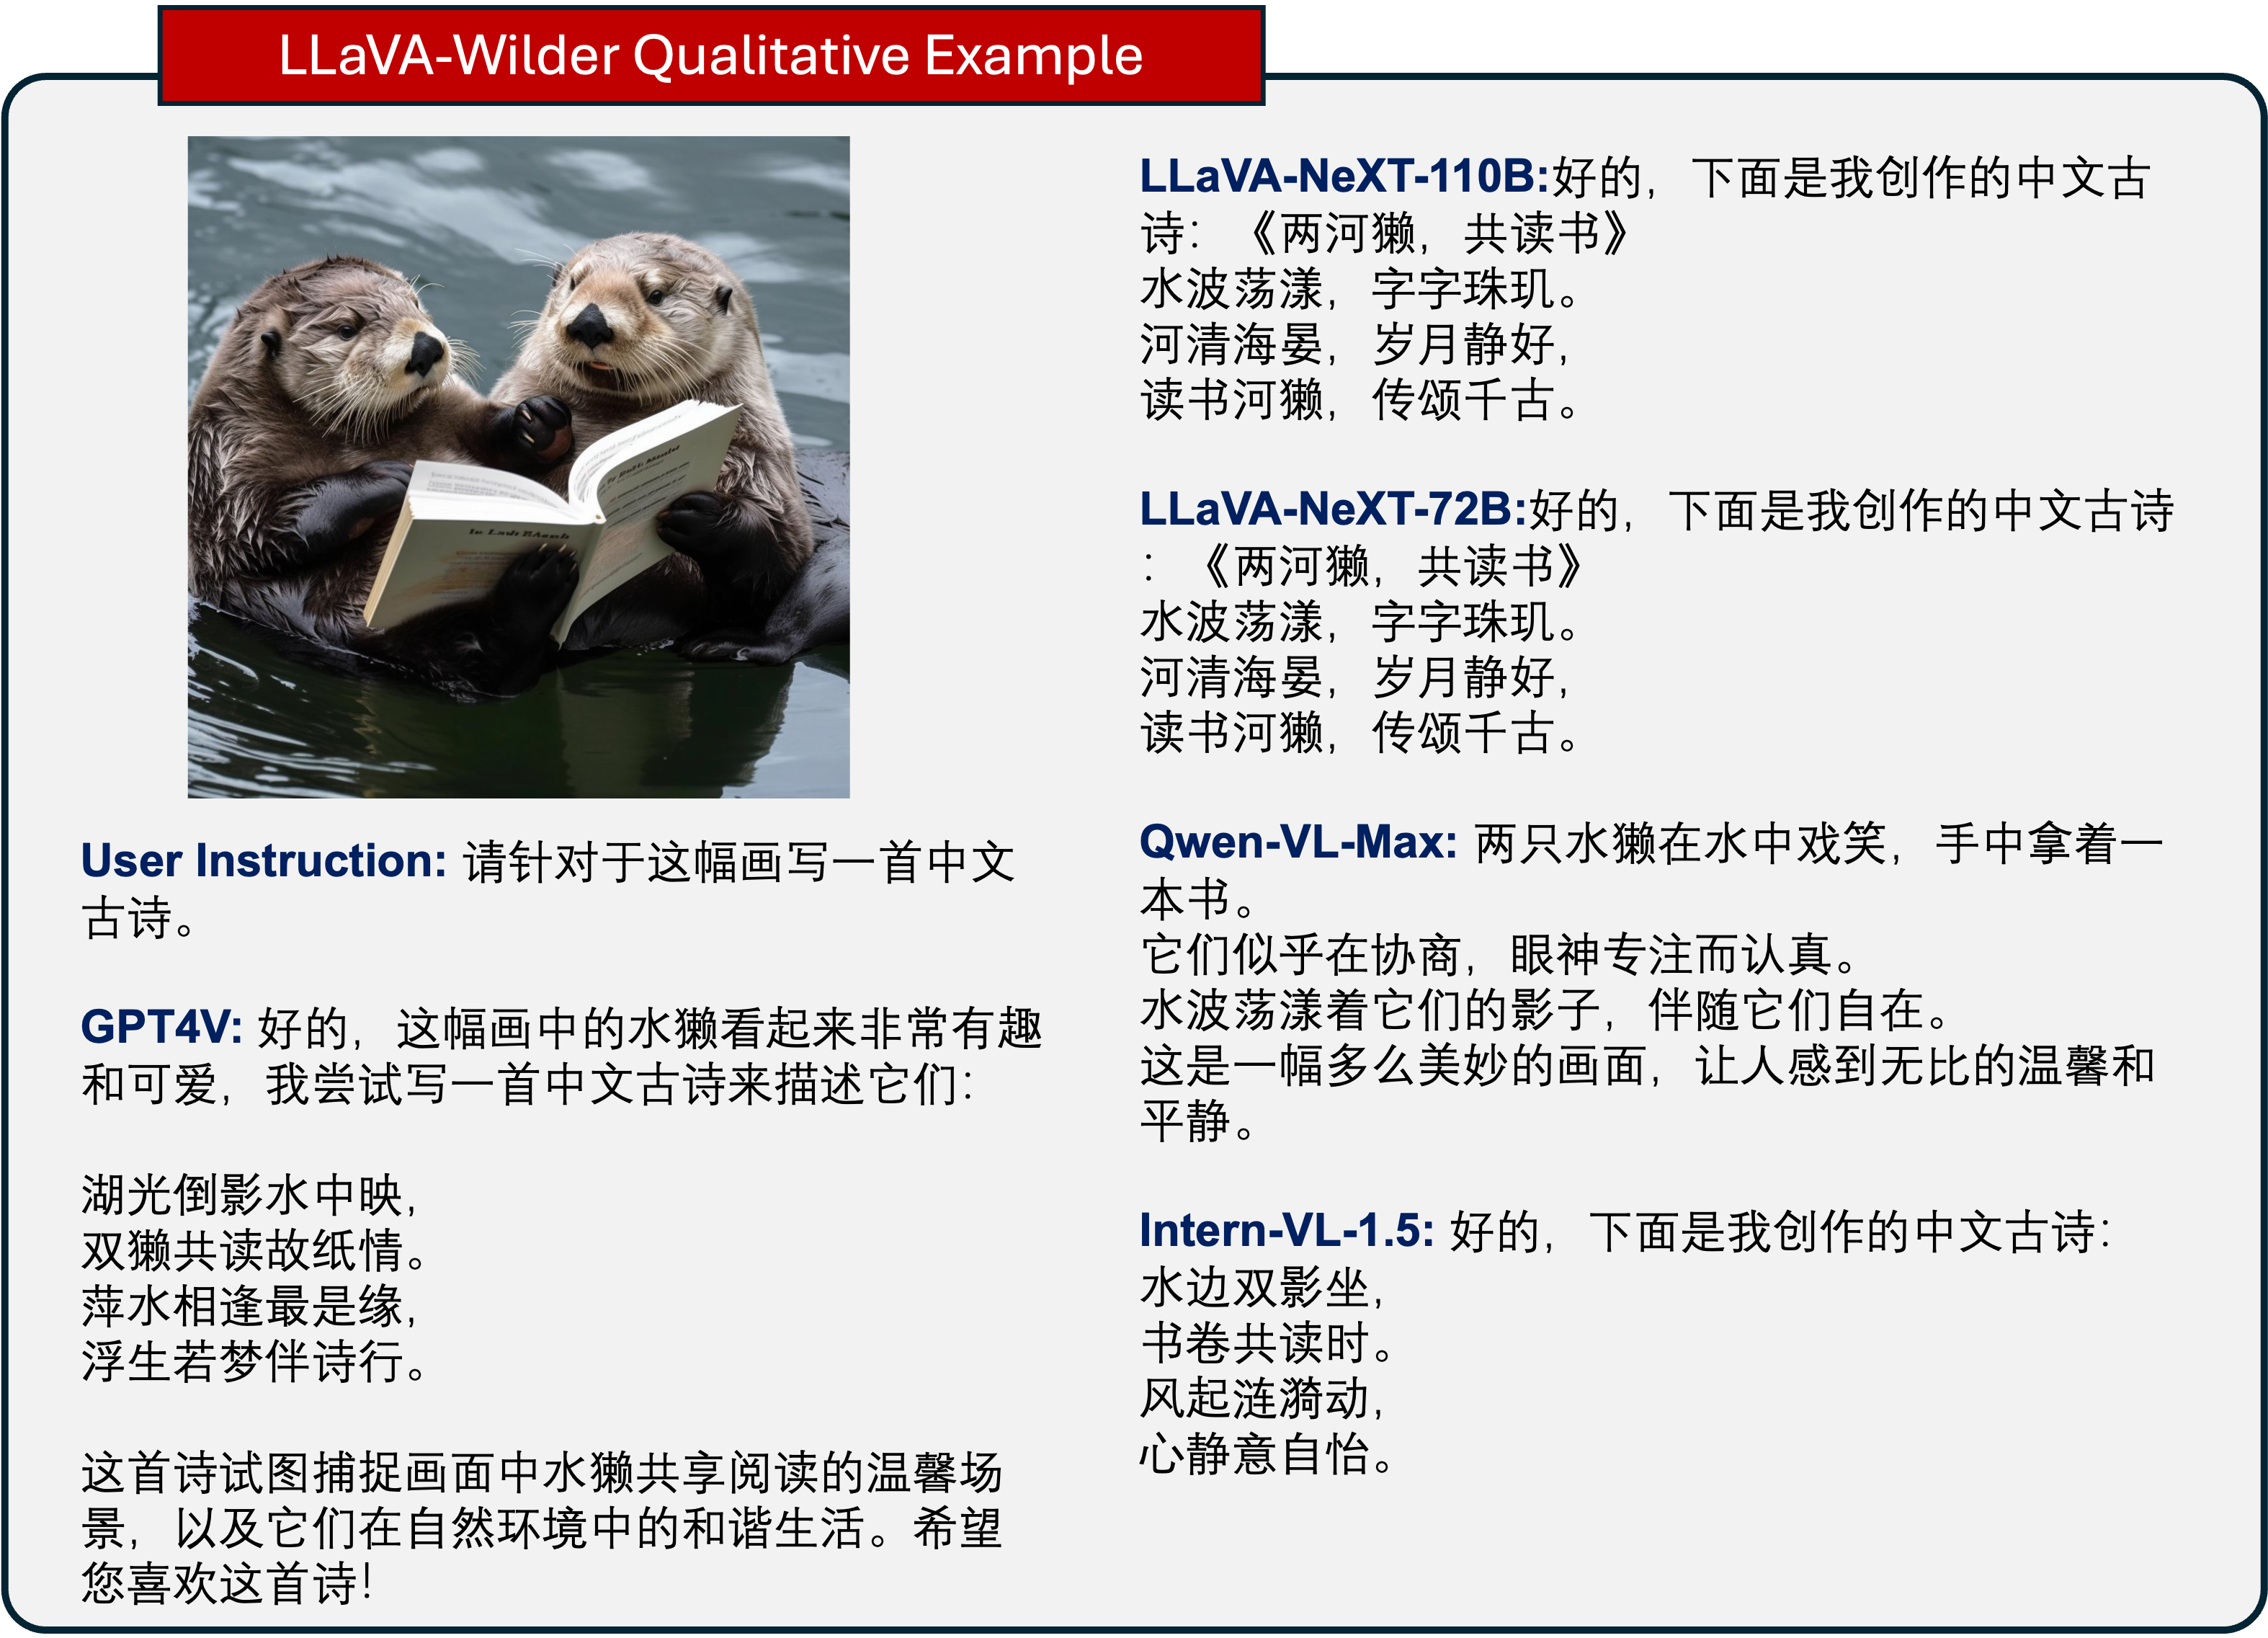 LLaVA-Wilder Qualitative Example
User Instruction: 请针对于这幅画写一首中文
古诗。
GPT4V: 好的，这幅画中的水獭看起来非常有趣
和可爱，我尝试写一首中文古诗来描述它们：
湖光倒影水中映，
双獭共读故纸情。
萍水相逢最是缘，
浮生若梦伴诗行。
这首诗试图捕捉画面中水獭共享阅读的温馨场
景，以及它们在自然环境中的和谐生活。希望
您喜欢这首诗！
LLaVA-NeXT-110B:好的，下面是我创作的中文古
诗：《两河獭，共读书》
水波荡漾，字字珠玑。
河清海晏，岁月静好，
读书河獭，传颂千古。
LLaVA-NeXT-72B:好的，下面是我创作的中文古诗
：《两河獭，共读书》
水波荡漾，字字珠玑。
河清海晏，岁月静好，
读书河獭，传颂千古。
Qwen-VL-Max: 两只水獭在水中戏笑，手中拿着一
本书。
它们似乎在协商，眼神专注而认真。
水波荡漾着它们的影子，伴随它们自在。
这是一幅多么美妙的画面，让人感到无比的温馨和
平静。
Intern-VL-1.5: 好的，下面是我创作的中文古诗：
水边双影坐，
书卷共读时。
风起涟漪动，
心静意自怡。